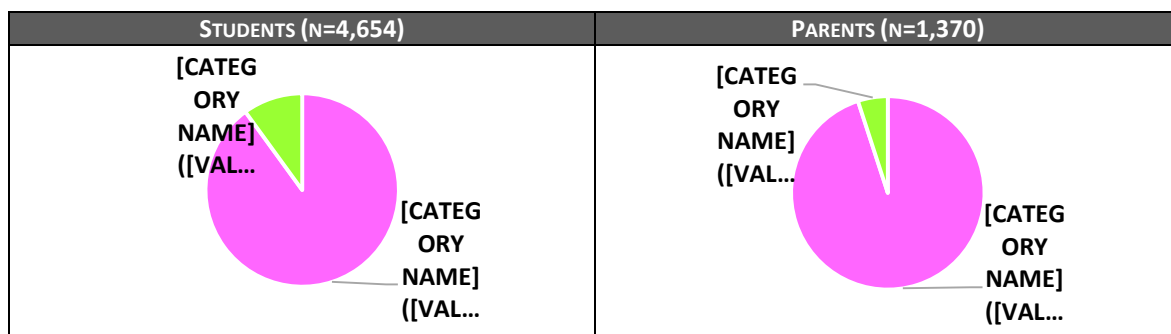 STUDENTS (N=4,654)
PARENTS (N=1,370)
[CATEG
ORY
NAME]
([VAL...
[CATEG
ORY
NAME]
([VAL...
[CATEG
ORY
NAME]
([VAL...
[CATEG
ORY
NAME]
([VAL...